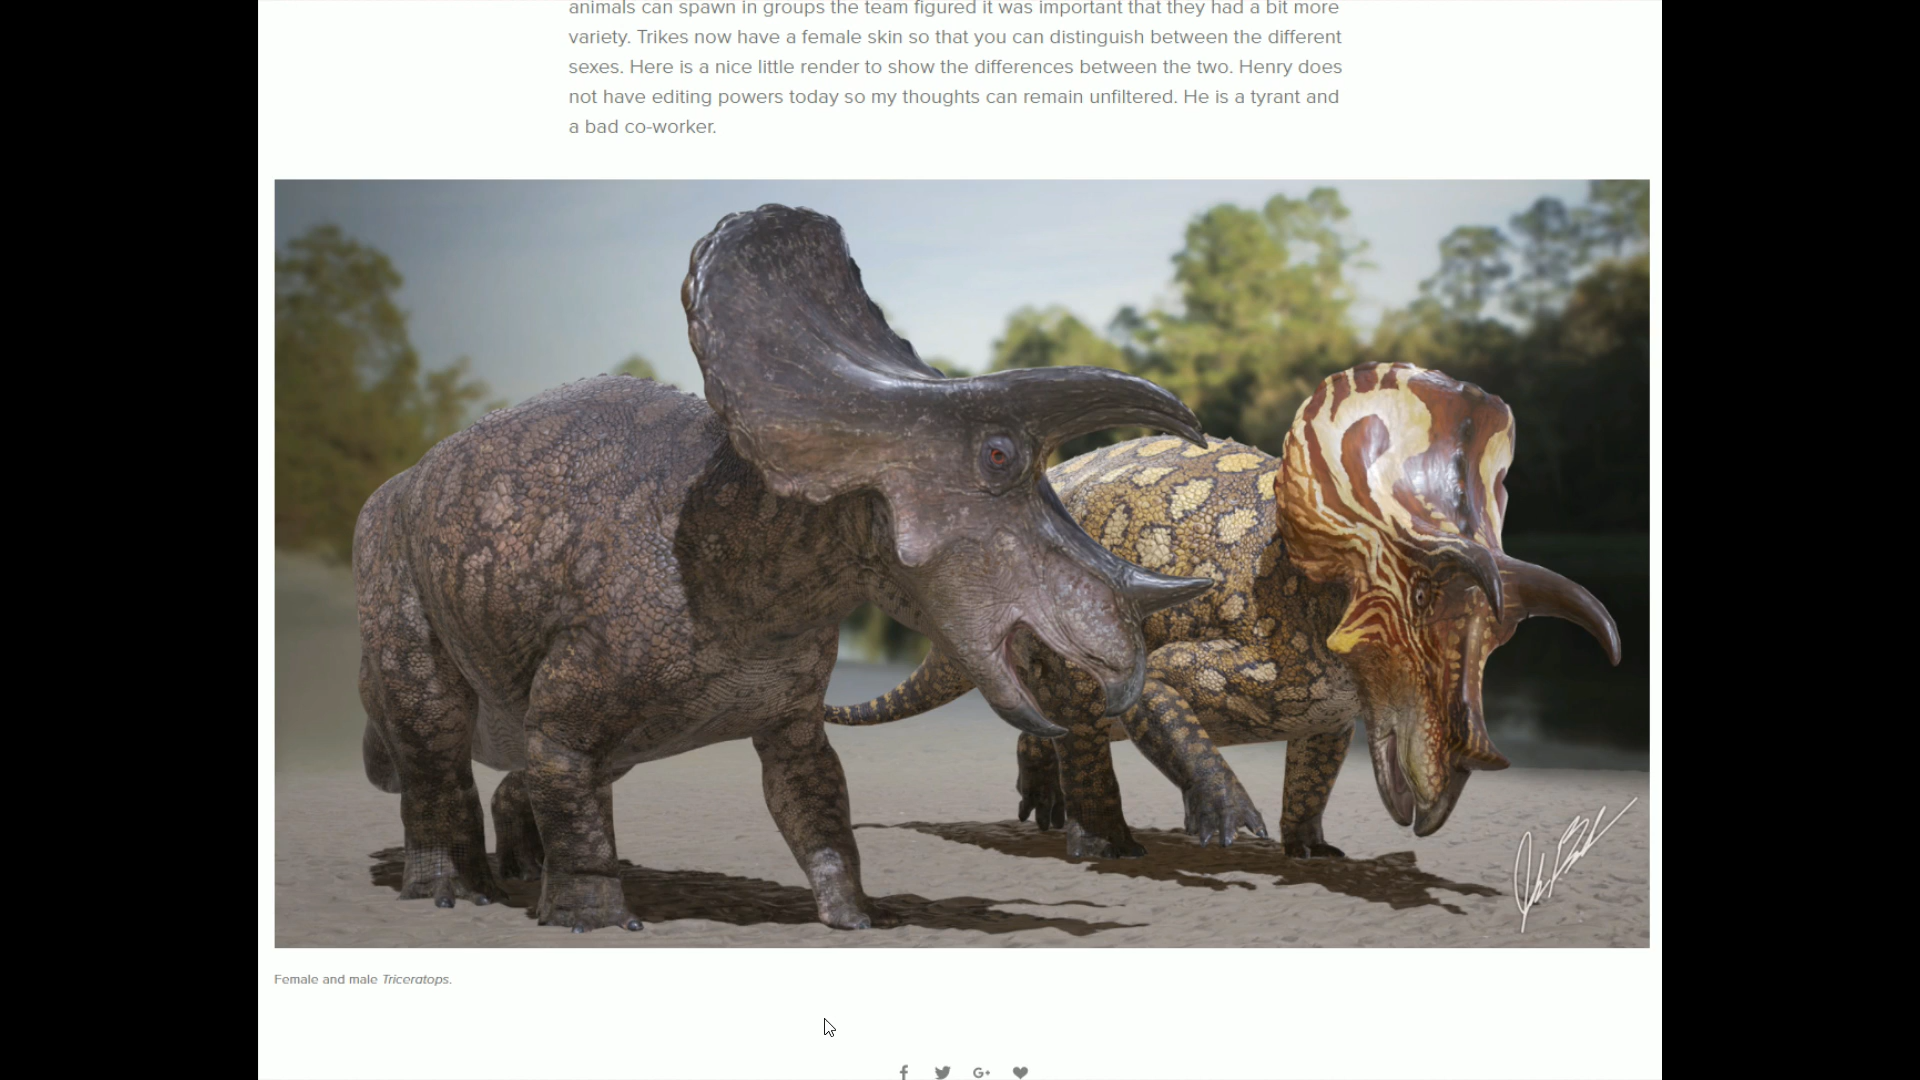 animals can spawn in groups the team figured it was important that they had a bit more
variety. Trikes now have a female skin so that you can distinguish between the different
sexes. Here is a nice little render to show the differences between the two. Henry does
not have editing powers today so my thoughts can remain unfiltered. He is a tyrant and
a bad co-worker.
Female and male Triceratops.
G+